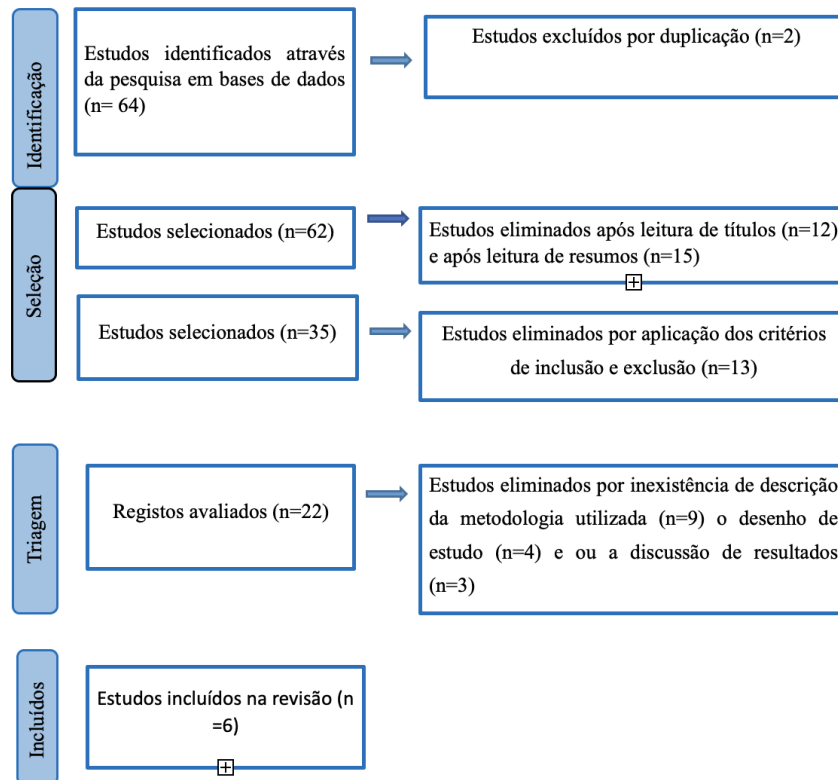 Identificação
Estudos identificados através
da pesquisa em bases de dados
(n= 64)
Estudos excluídos por duplicação (n=2)
Seleção
Estudos selecionados (n=62)
Estudos eliminados após leitura de títulos (n=12)
e após leitura de resumos (n=15)
Estudos selecionados (n=35)
Estudos eliminados por aplicação dos critérios
de inclusão e exclusão (n=13)
Triagem
Registos avaliados (n=22)
Estudos eliminados por inexistência de descrição
da metodologia utilizada (n=9) o desenho de
estudo (n=4) e ou a discussão de resultados
(n=3)
Incluídos
Estudos incluídos na revisão (n
=6)